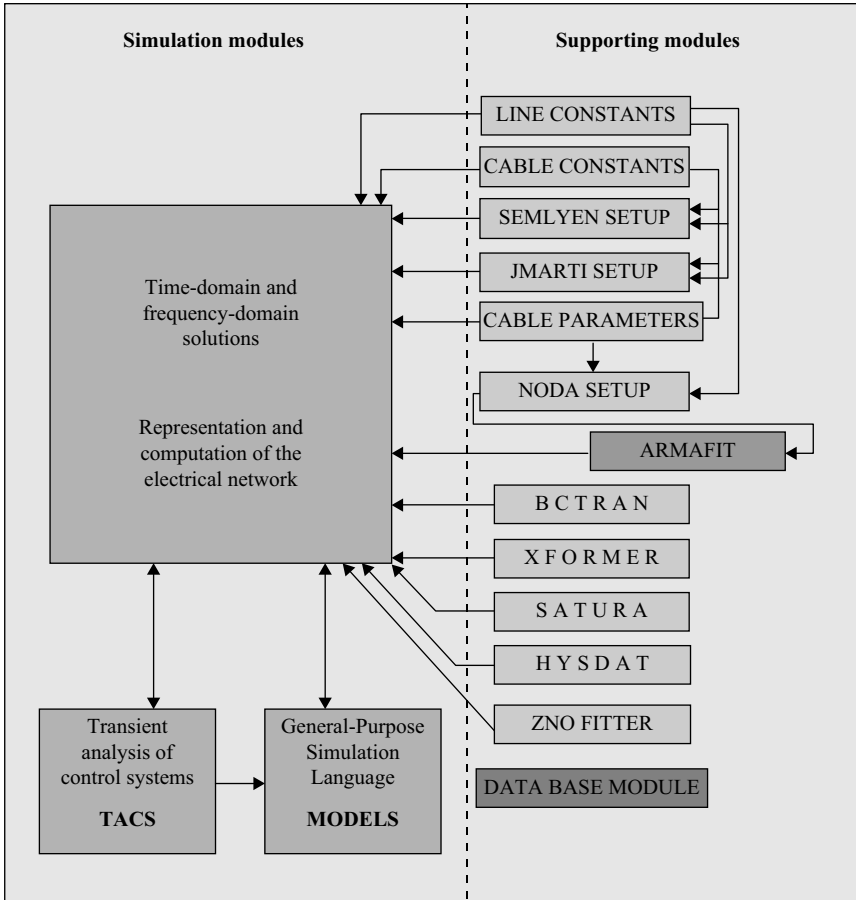 Simulation modules
Supporting modules
LINE CONSTANTS
CABLE CONSTANTS
SEMLYEN SETUP
JMARTI SETUP
CABLE PARAMETERS
NODA SETUP
ARMAFIT
B C T R A N
X F O R M E R
S A T U R A
H Y S D A T
ZNO FITTER
DATA BASE MODULE
Time-domain and
frequency-domain
solutions
Representation and
computation of the
electrical network
Transient
analysis of
control systems
TACS
General-Purpose
Simulation
Language
MODELS